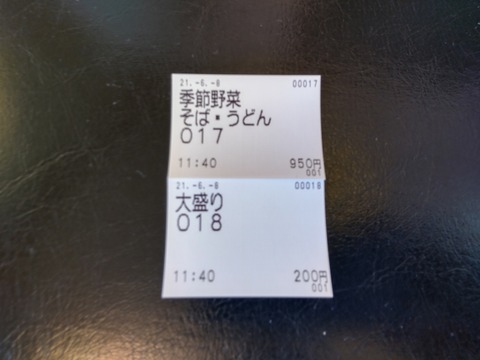 21.-6.-8 00017
季節野菜
そば・うどん
017
11:40 950円
001
21.-6.-8 00018
大盛り
018
11:40 200円
001